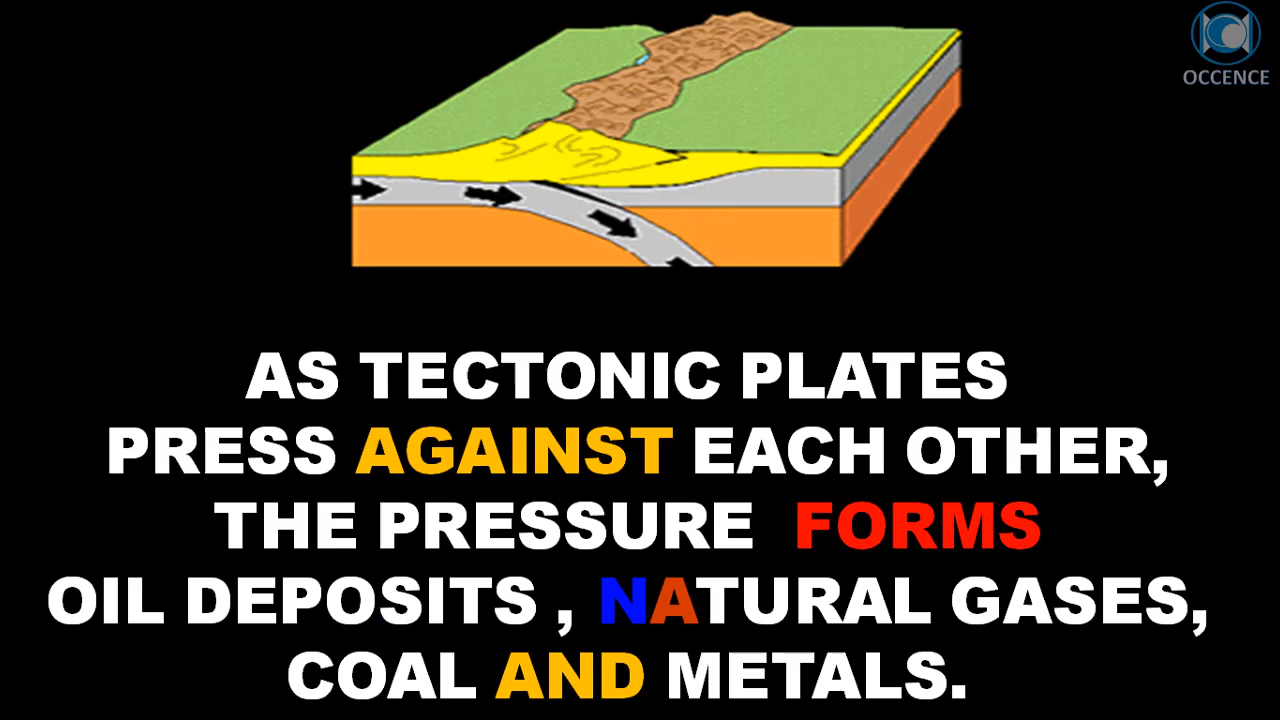 OCCENCE
AS TECTONIC PLATES
PRESS AGAINST EACH OTHER,
THE PRESSURE FORMS
OIL DEPOSITS , NATURAL GASES,
COAL AND METALS.